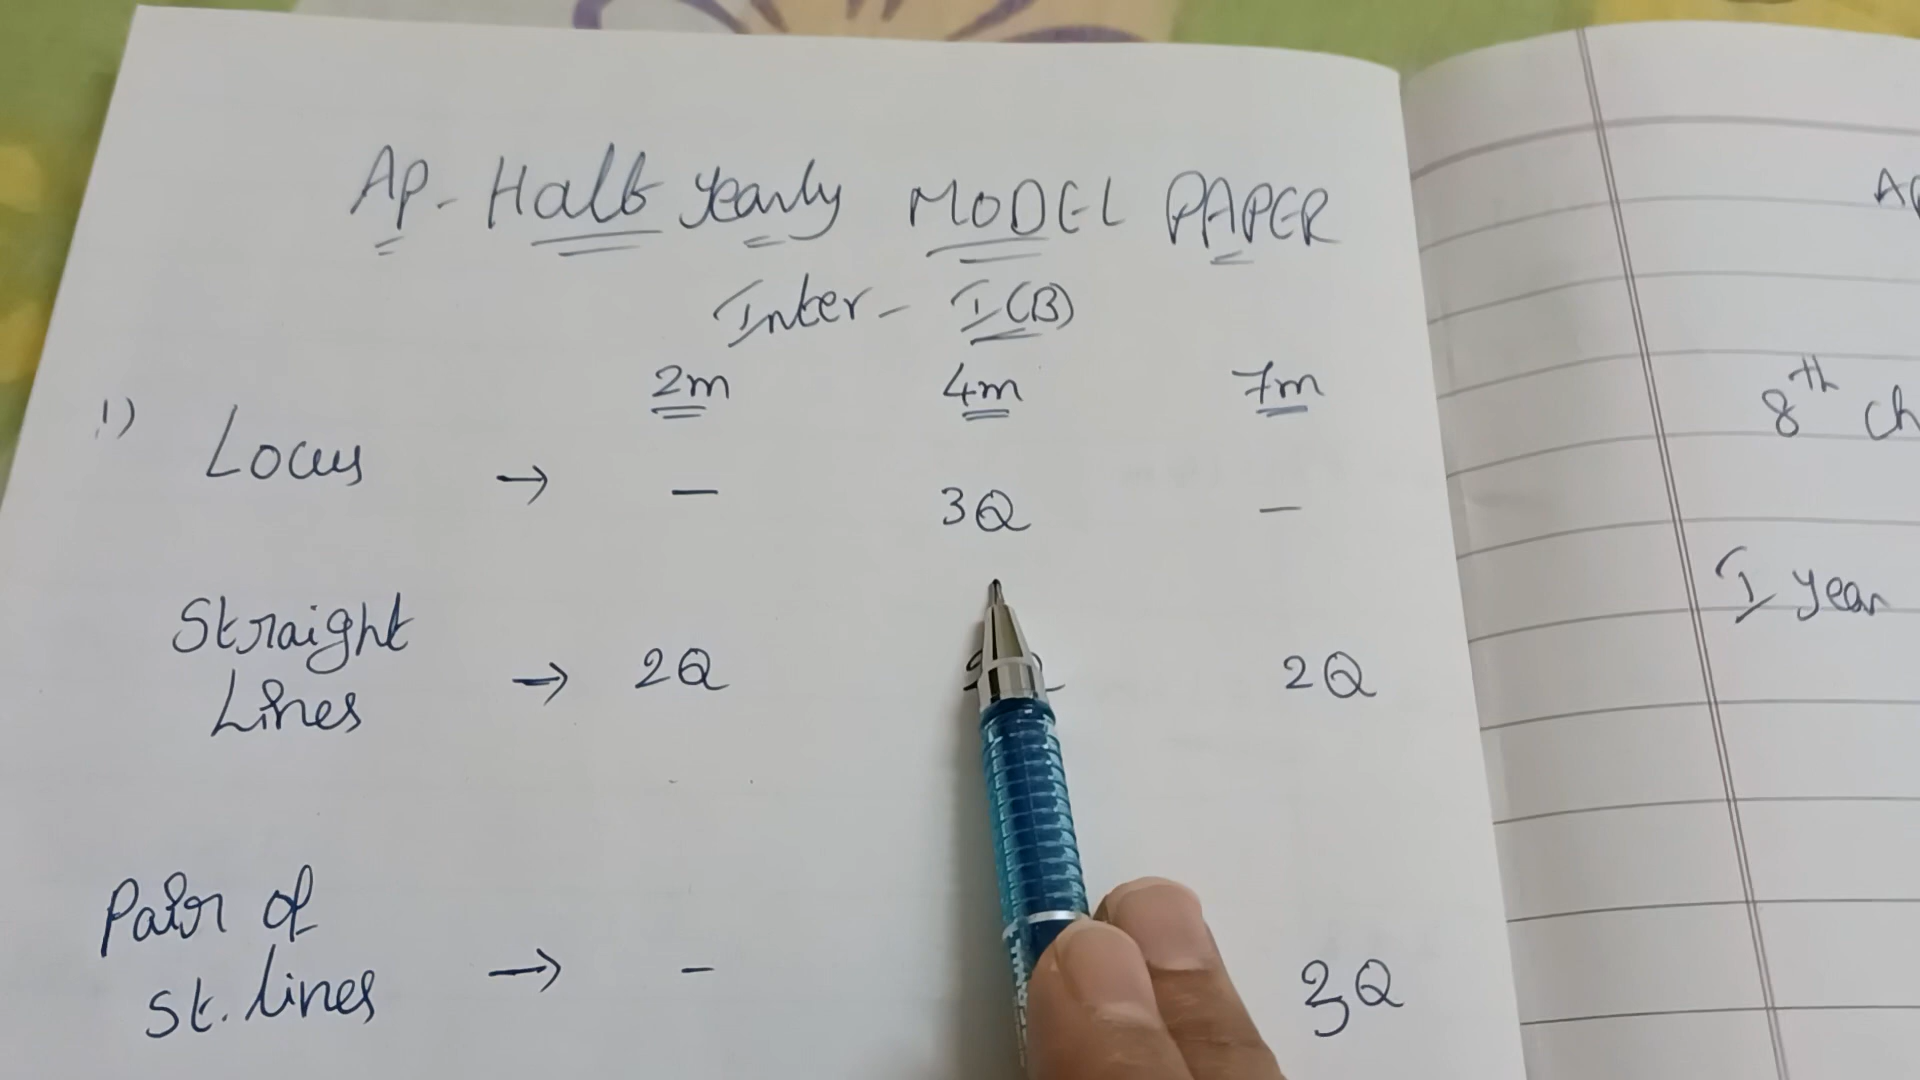 AP- Half yearly MODEL PAPER
Inter- I(B)
2m 4m 7m
1) Locus → - 3Q -
Straight
Lines → 2Q 2Q
Pair of
St. lines → - 3Q
8th Ch
I year